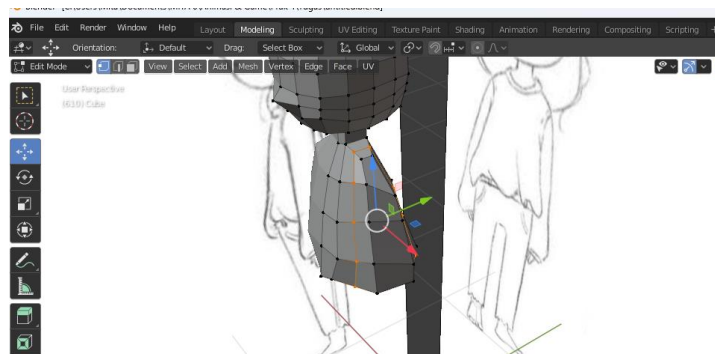 File Edit Render Window Help Layout Modeling Sculpting UV Editing Texture Paint Shading Animation Rendering Compositing Scripting
Orientation: Default Drag: Select Box Global
Edit Mode View Select Add Mesh Vertex Edge Face UV
User Perspective
(610) Cube